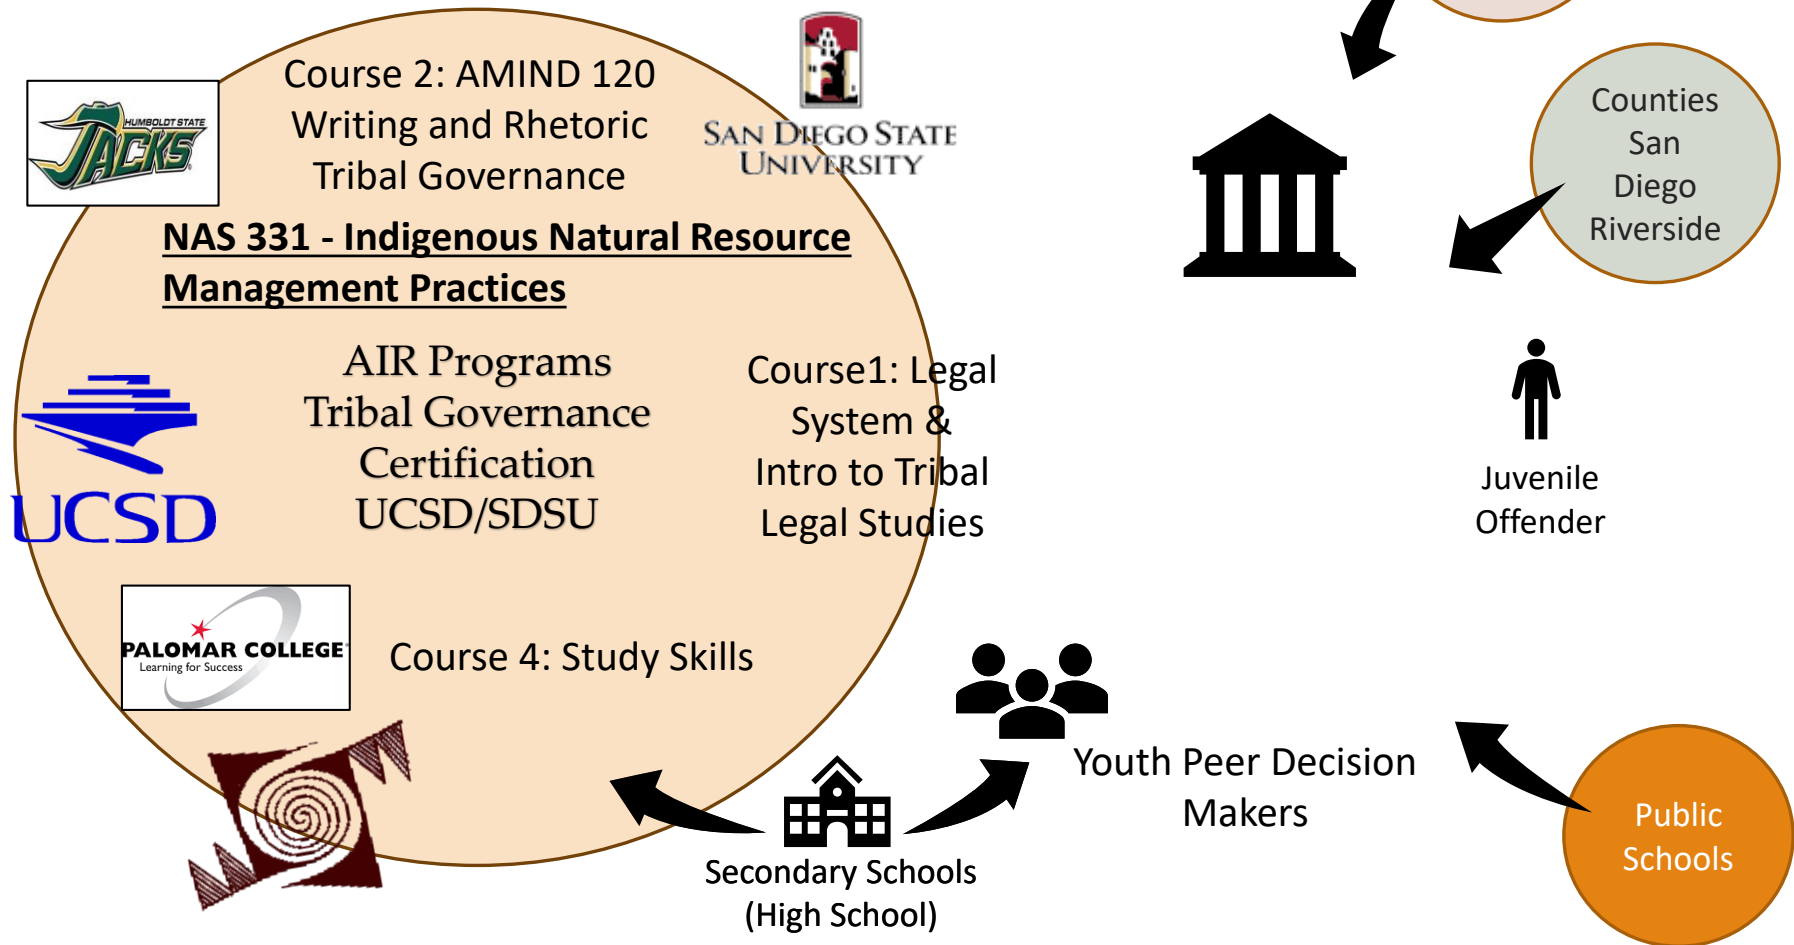 Course 2: AMIND 120
Writing and Rhetoric
Tribal Governance
HUMBOLDT STATE
JACKS
SAN DIEGO STATE
UNIVERSITY
NAS 331 - Indigenous Natural Resource
Management Practices
AIR Programs
Tribal Governance
Certification
UCSD/SDSU
UCSD
Course1: Legal
System &
Intro to Tribal
Legal Studies
PALOMAR COLLEGE
Learning for Success
Course 4: Study Skills
Secondary Schools
(High School)
Youth Peer Decision
Makers
Counties
San
Diego
Riverside
Juvenile
Offender
Public
Schools